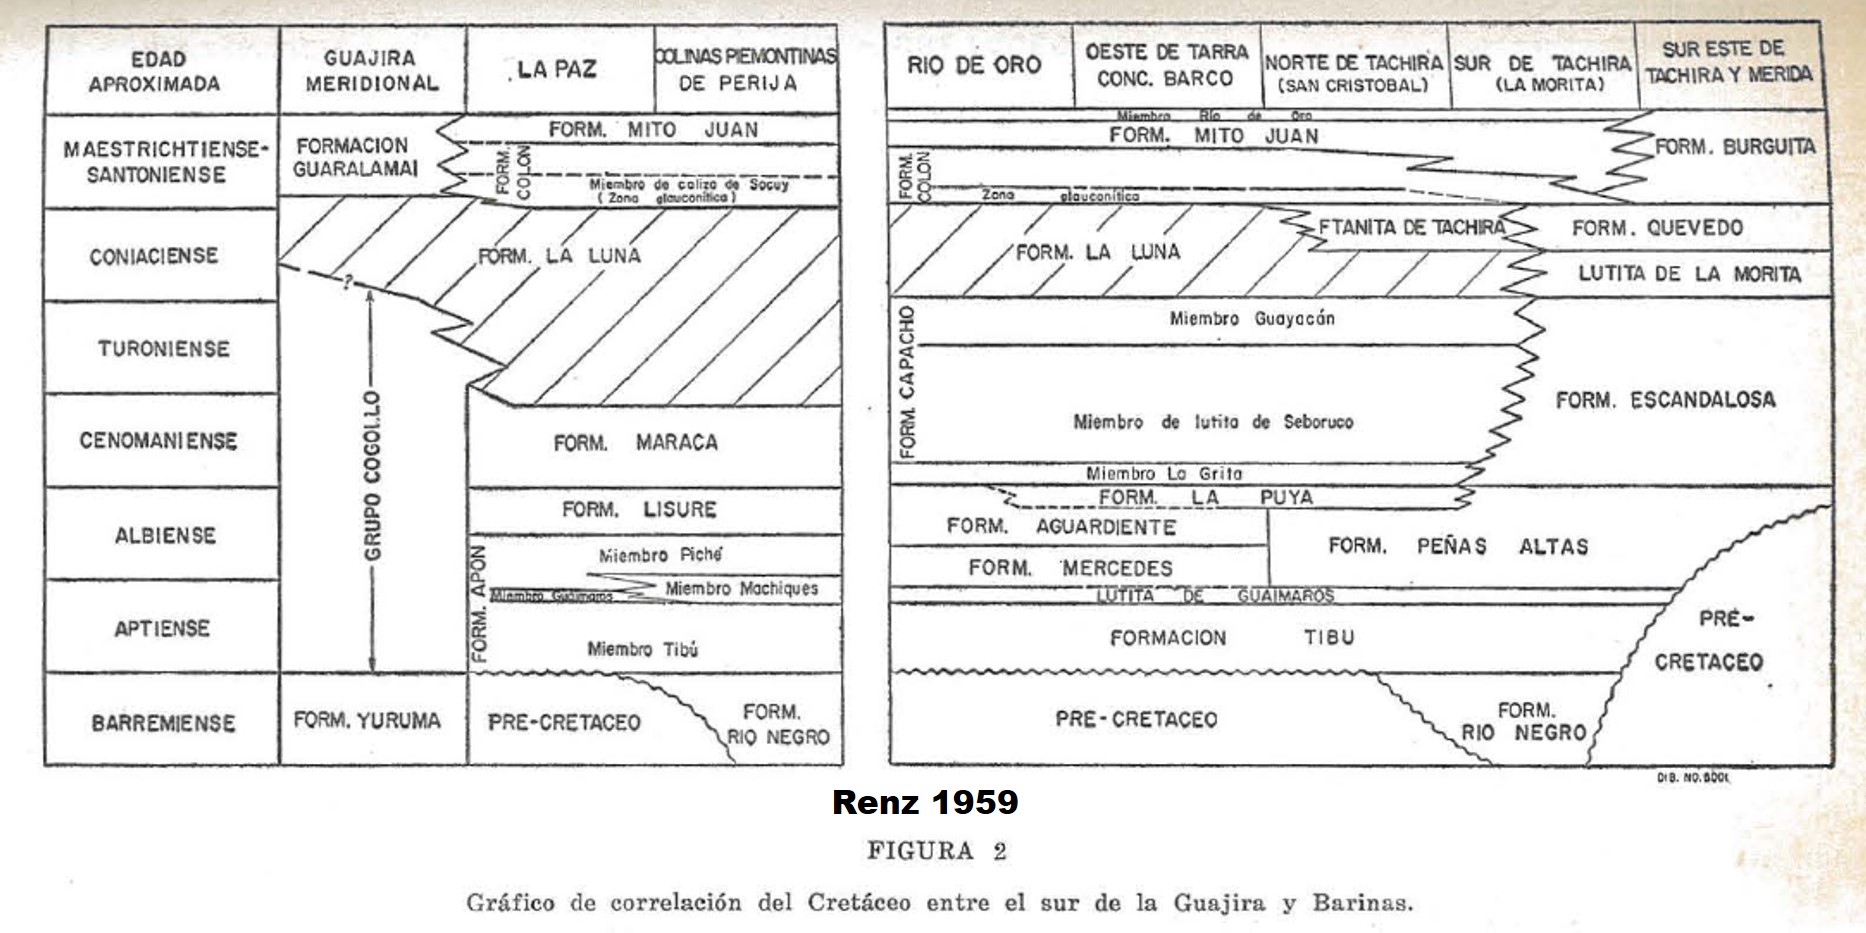 EDAD
APROXIMADA
GUAJIRA
MERIDIONAL
LA PAZ
COLINAS PIEMONTINAS
DE PERIJA
MAESTRICHTIENSE-
SANTONIENSE
CONIACIENSE
TURONIENSE
CENOMANIENSE
ALBIENSE
APTIENSE
BARREMIENSE
FORMACION
GUARALAMAI
?
GRUPO COGOLLO
FORM. YURUMA
FORM. MITO JUAN
FORM.
COLON
Miembro de caliza de Socuy
(Zona glauconítica)
FORM. LA LUNA
FORM. MARACA
FORM. LISURE
FORM. APON
Miembro Piché
Miembro Machiques
Miembro Guaimaros
Miembro Tibú
PRE-CRETACEO
FORM.
RIO NEGRO
RIO DE ORO
OESTE DE TARRA
CONC. BARCO
NORTE DE TACHIRA
(SAN CRISTOBAL)
SUR DE TACHIRA
(LA MORITA)
SUR ESTE DE
TACHIRA Y MERIDA
Miembro Río de Oro
FORM. MITO JUAN
FORM.
COLON
Zona glauconítica
FORM. BURGUITA
FORM. LA LUNA
FTANITA DE TACHIRA
FORM. QUEVEDO
LUTITA DE LA MORITA
FORM. CAPACHO
Miembro Guayacán
Miembro de lutita de Seboruco
Miembro La Grita
FORM. ESCANDALOSA
FORM. LA PUYA
FORM. AGUARDIENTE
FORM. MERCEDES
FORM. PEÑAS ALTAS
LUTITA DE GUAIMAROS
FORMACION TIBU
PRE-CRETACEO
FORM.
RIO NEGRO
PRÉ-
CRETACEO
DIB. NO.
Renz 1959
FIGURA 2
Gráfico de correlación del Cretáceo entre el sur de la Guajira y Barinas.